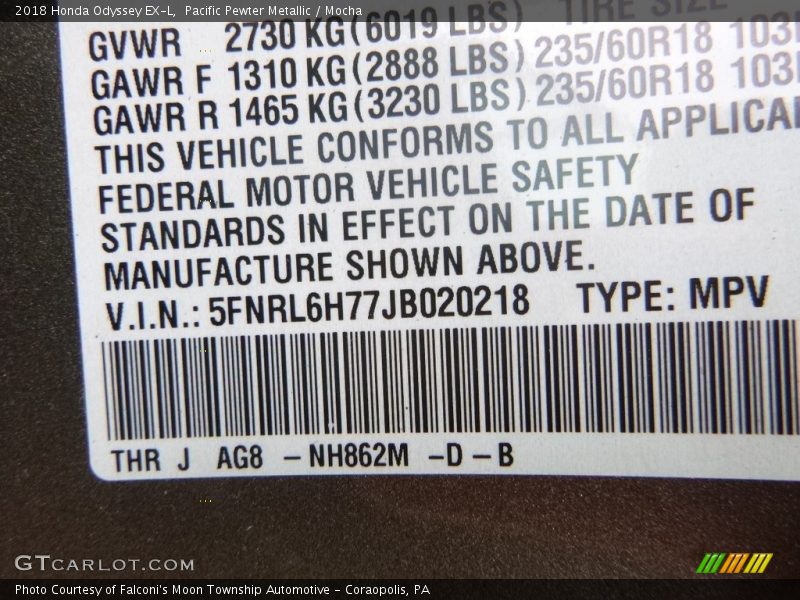 2018 Honda Odyssey EX-L, Pacific Pewter Metallic / Mocha
TIRE SIZE
GVWR 2730 KG (6019 LBS)
GAWR F 1310 KG (2888 LBS) 235/60R18
GAWR R 1465 KG (3230 LBS) 235/60R18
THIS VEHICLE CONFORMS TO ALL
FEDERAL MOTOR VEHICLE SAFETY
STANDARDS IN EFFECT ON THE DATE OF
MANUFACTURE SHOWN ABOVE.
V.I.N.: 5FNRL6H77JB020218 TYPE: MPV
THR J AG8 - NH862M - D - B
GTCARLOT.COM
Photo Courtesy of Falconi's Moon Township Automotive - Coraopolis, PA